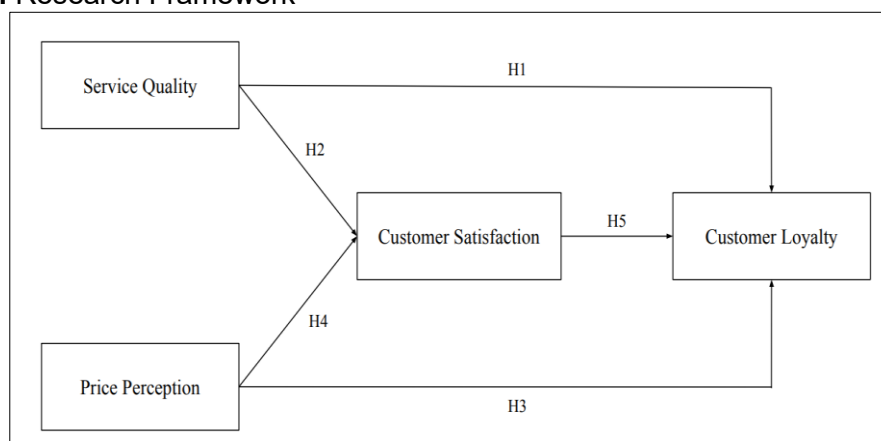 Research Framework
Service Quality
H1
H2
Customer Satisfaction
H5
Customer Loyalty
H4
Price Perception
H3